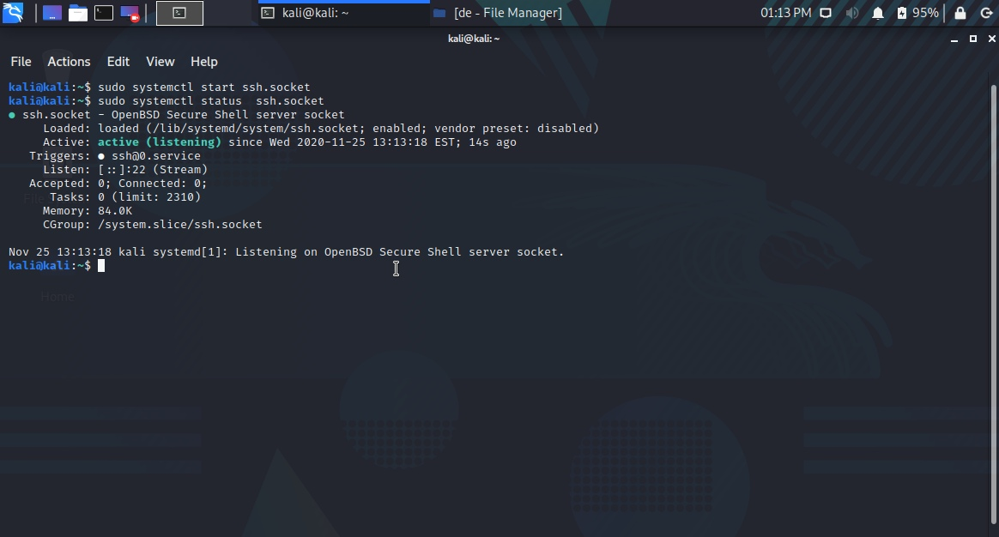 kali@kali: ~
[de - File Manager]
01:13 PM
95%
kali@kali: ~
File Actions Edit View Help
kali@kali:~$ sudo systemctl start ssh.socket
kali@kali:~$ sudo systemctl status  ssh.socket
● ssh.socket - OpenBSD Secure Shell server socket
     Loaded: loaded (/lib/systemd/system/ssh.socket; enabled; vendor preset: disabled)
     Active: active (listening) since Wed 2020-11-25 13:13:18 EST; 14s ago
   Triggers: ● ssh@0.service
     Listen: [::]:22 (Stream)
   Accepted: 0; Connected: 0;
      Tasks: 0 (limit: 2310)
     Memory: 84.0K
     CGroup: /system.slice/ssh.socket
Nov 25 13:13:18 kali systemd[1]: Listening on OpenBSD Secure Shell server socket.
kali@kali:~$
Home